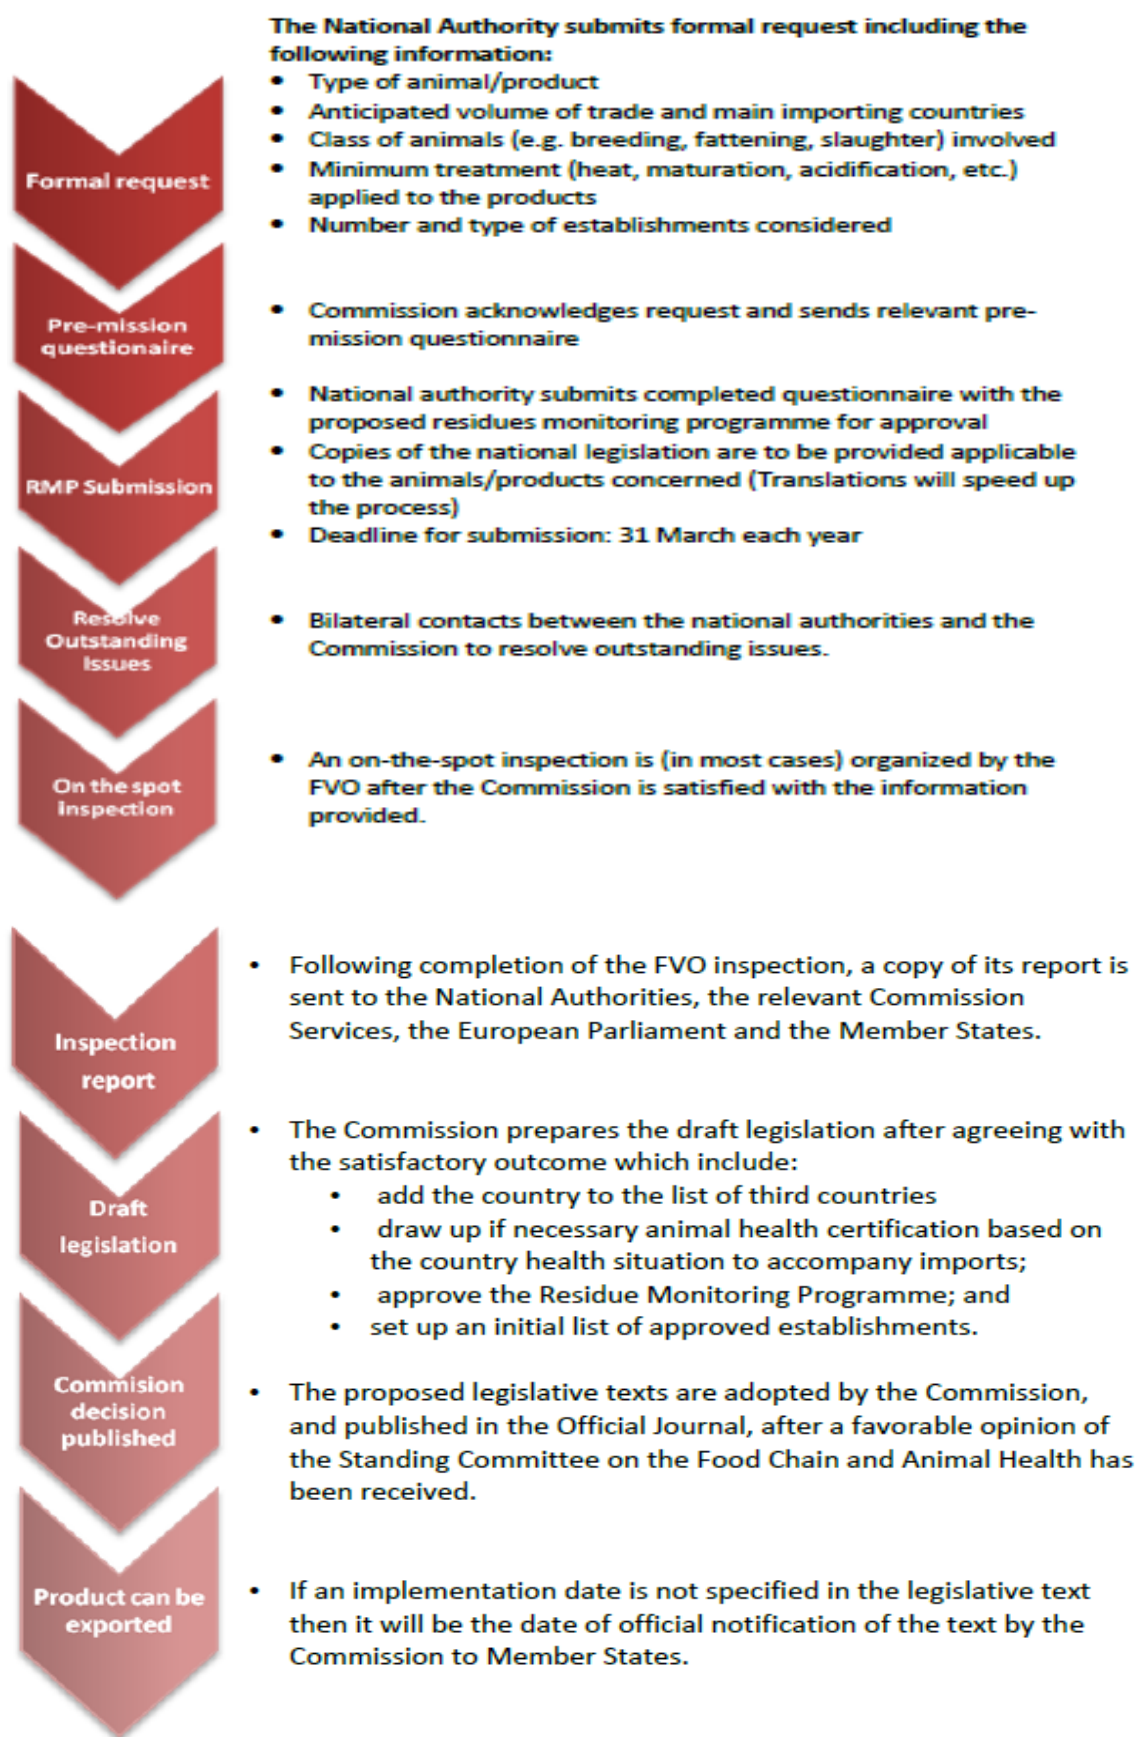 The National Authority submits formal request including the
following information:
• Type of animal/product
• Anticipated volume of trade and main importing countries
• Class of animals (e.g. breeding, fattening, slaughter) involved
• Minimum treatment (heat, maturation, acidification, etc.)
applied to the products
• Number and type of establishments considered
Formal request
Pre-mission
questionaire
• Commission acknowledges request and sends relevant pre-
mission questionnaire
RMP Submission
• National authority submits completed questionnaire with the
proposed residues monitoring programme for approval
• Copies of the national legislation are to be provided applicable
to the animals/products concerned (Translations will speed up
the process)
• Deadline for submission: 31 March each year
Resolve
Outstanding
Issues
• Bilateral contacts between the national authorities and the
Commission to resolve outstanding issues.
On the spot
Inspection
• An on-the-spot inspection is (in most cases) organized by the
FVO after the Commission is satisfied with the information
provided.
Inspection
report
• Following completion of the FVO inspection, a copy of its report is
sent to the National Authorities, the relevant Commission
Services, the European Parliament and the Member States.
Draft
legislation
• The Commission prepares the draft legislation after agreeing with
the satisfactory outcome which include:
• add the country to the list of third countries
• draw up if necessary animal health certification based on
the country health situation to accompany imports;
• approve the Residue Monitoring Programme; and
• set up an initial list of approved establishments.
Commision
decision
published
• The proposed legislative texts are adopted by the Commission,
and published in the Official Journal, after a favorable opinion of
the Standing Committee on the Food Chain and Animal Health has
been received.
Product can be
exported
• If an implementation date is not specified in the legislative text
then it will be the date of official notification of the text by the
Commission to Member States.